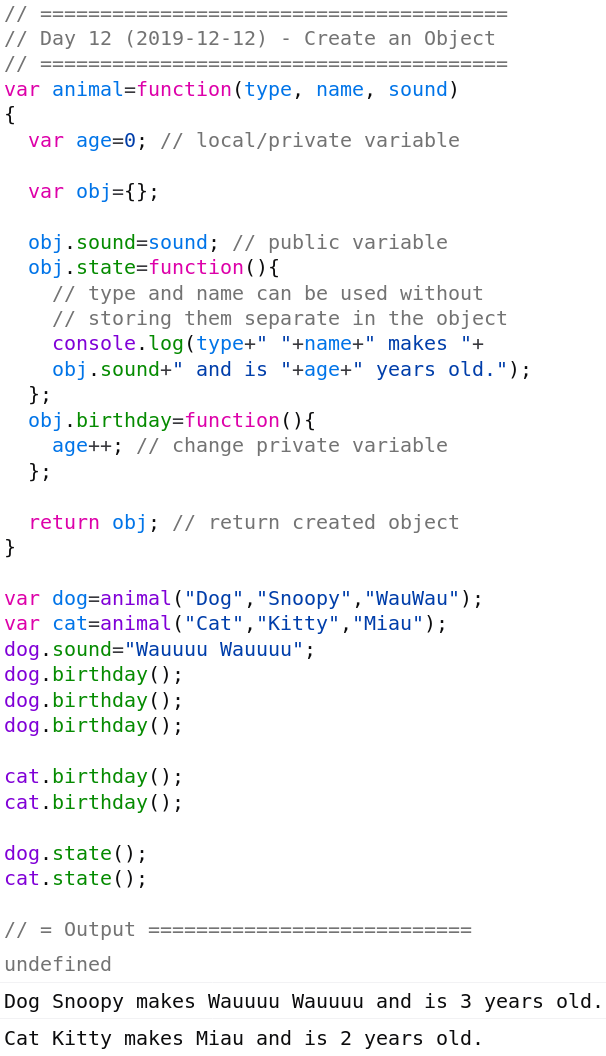 // =======================================
// Day 12 (2019-12-12) - Create an Object
// =======================================
var animal=function(type, name, sound)
{
  var age=0; // local/private variable

  var obj={};

  obj.sound=sound; // public variable
  obj.state=function(){
    // type and name can be used without
    // storing them separate in the object
    console.log(type+" "+name+" makes "+
    obj.sound+" and is "+age+" years old.");
  };
  obj.birthday=function(){
    age++; // change private variable
  };

  return obj; // return created object
}

var dog=animal("Dog","Snoopy","WauWau");
var cat=animal("Cat","Kitty","Miau");
dog.sound="Wauuuu Wauuuu";
dog.birthday();
dog.birthday();
dog.birthday();

cat.birthday();
cat.birthday();

dog.state();
cat.state();

// = Output ===========================
undefined
Dog Snoopy makes Wauuuu Wauuuu and is 3 years old.
Cat Kitty makes Miau and is 2 years old.